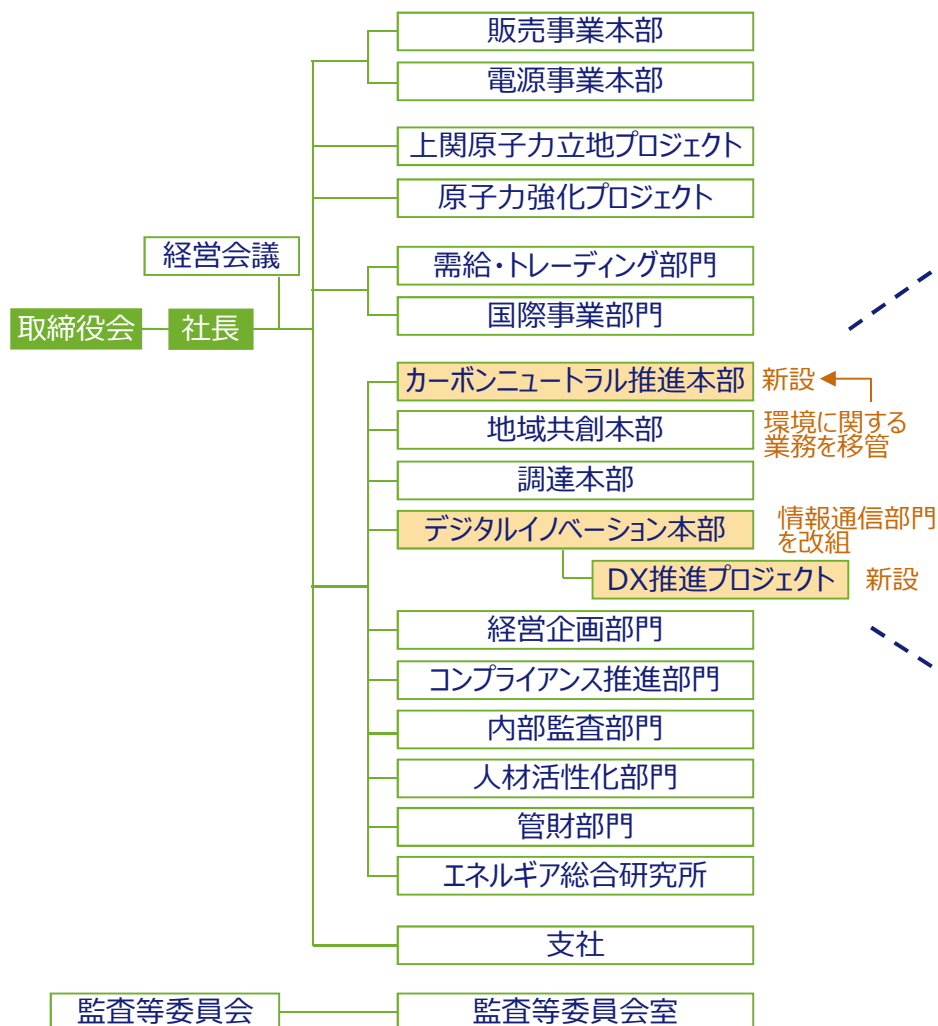 販売事業本部
電源事業本部
上関原子力立地プロジェクト
原子力強化プロジェクト
経営会議
需給・トレーディング部門
国際事業部門
取締役会
社長
カーボンニュートラル推進本部
新設
地域共創本部
環境に関する
業務を移管
調達本部
デジタルイノベーション本部
情報通信部門
を改組
DX推進プロジェクト
新設
経営企画部門
コンプライアンス推進部門
内部監査部門
人材活性化部門
管財部門
エネルギア総合研究所
支社
監査等委員会
監査等委員会室